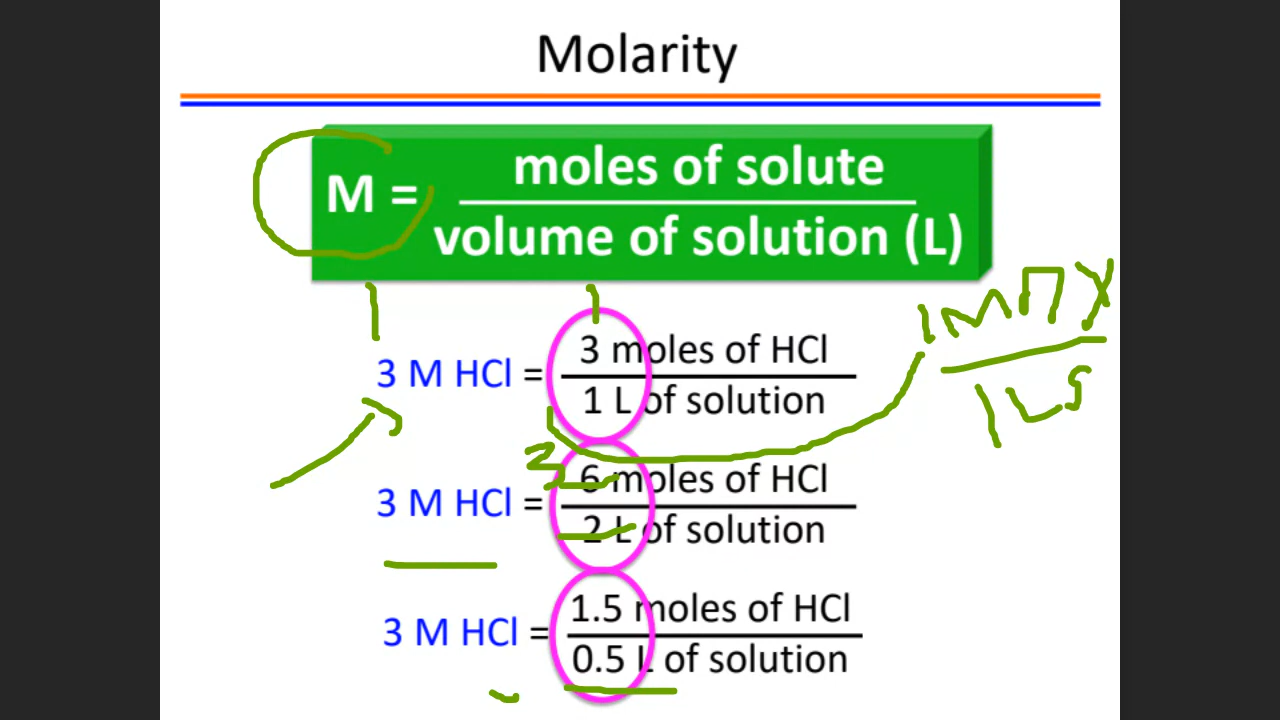 Molarity
M = moles of solute
volume of solution (L)
3 M HCl = 3 moles of HCl
1 L of solution
3 M HCl = 6 moles of HCl
2 L of solution
3 M HCl = 1.5 moles of HCl
0.5 L of solution